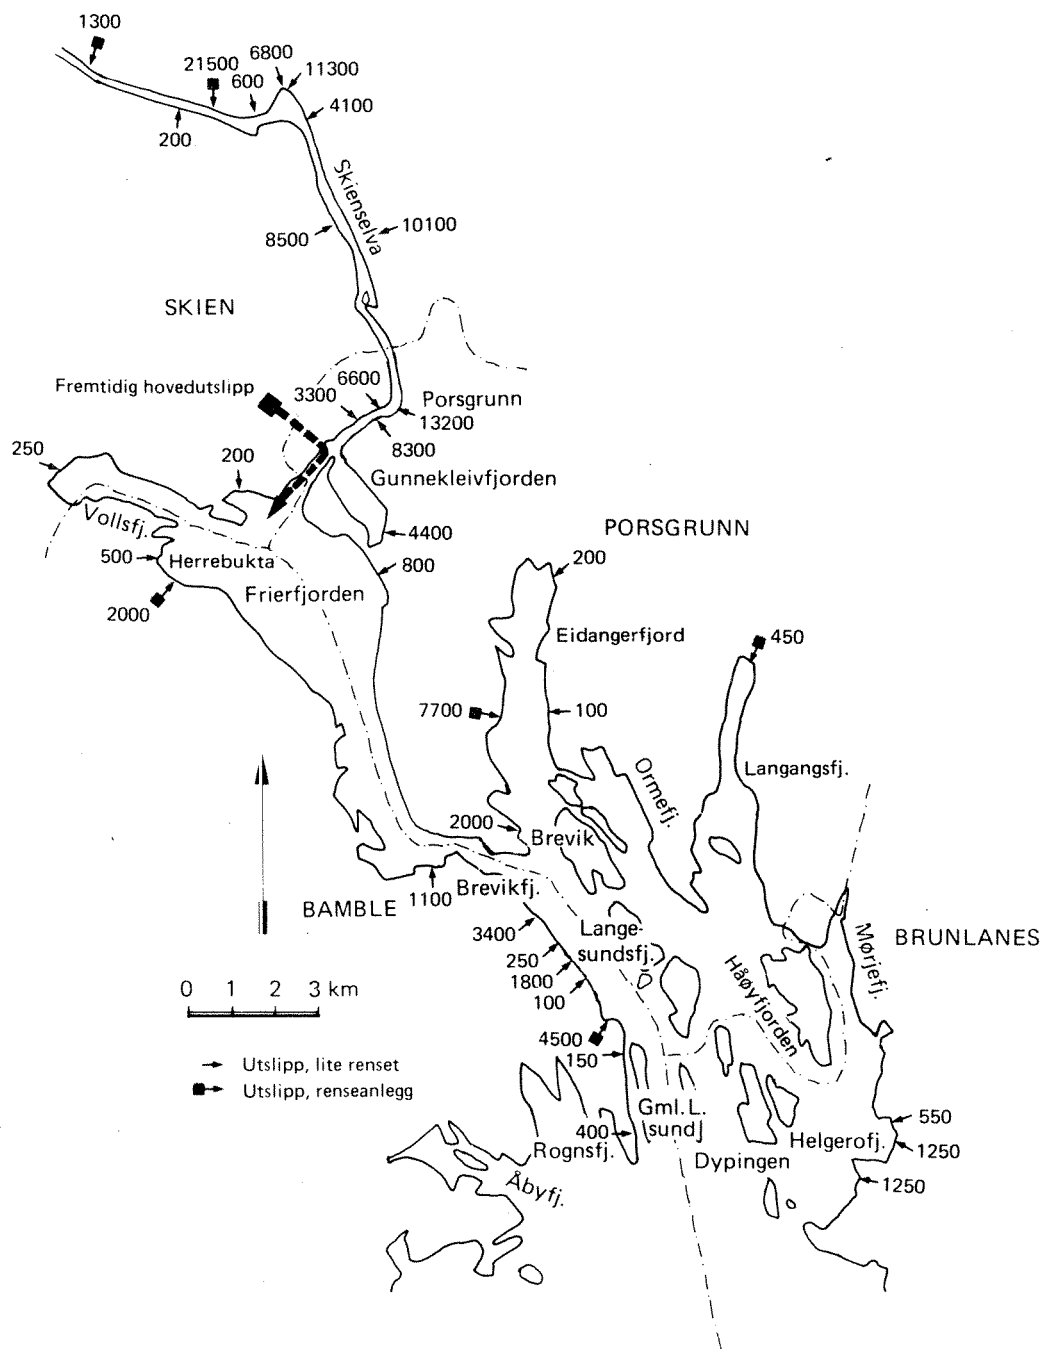 1300
21500
600
6800
11300
4100
200
Skienselva
10100
8500
SKIEN
Fremtidig hovedutslipp
6600
3300
Porsgrunn
13200
8300
250
200
Gunnekleivfjorden
Vollsfj.
4400
PORSGRUNN
500
Herrebukta
800
200
Frierfjorden
2000
Eidangerfjord
450
7700
100
Ormefj.
Langangsfj.
2000
Brevik
1100
Brevikfj.
BAMBLE
3400
Lange-
sundsfj.
250
1800
100
Håøyfjorden
Mørjefj.
BRUNLANES
0 1 2 3 km
4500
150
Utslipp, lite renset
Utslipp, renseanlegg
Gml. L.
sund
400
Rognsfj.
Dypingen
Helgerofj.
550
1250
1250
Åbyfj.